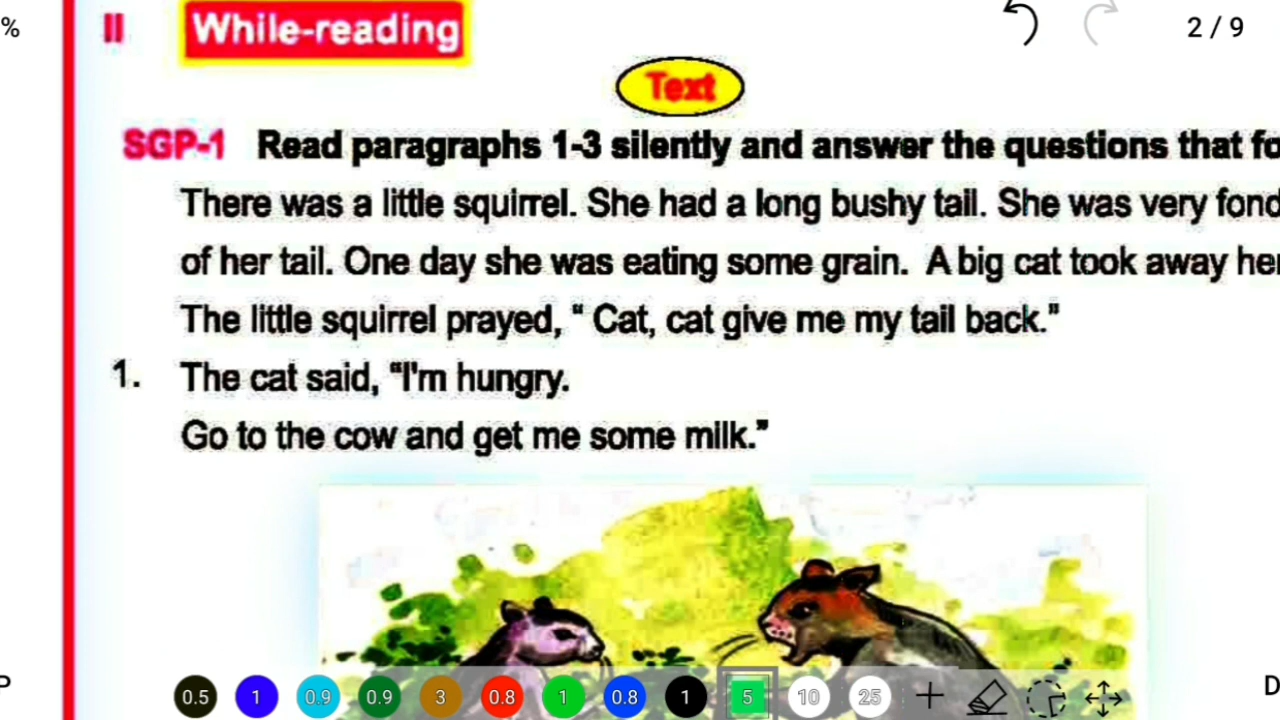 %
II While-reading
2 / 9
Text
SGP-1 Read paragraphs 1-3 silently and answer the questions that fo
There was a little squirrel. She had a long bushy tail. She was very fond
of her tail. One day she was eating some grain. A big cat took away her
The little squirrel prayed, “ Cat, cat give me my tail back.”
1. The cat said, “I'm hungry.
Go to the cow and get me some milk.”
P
D
0.5 1 0.9 0.9 3 0.8 1 0.8 1 5 10 25